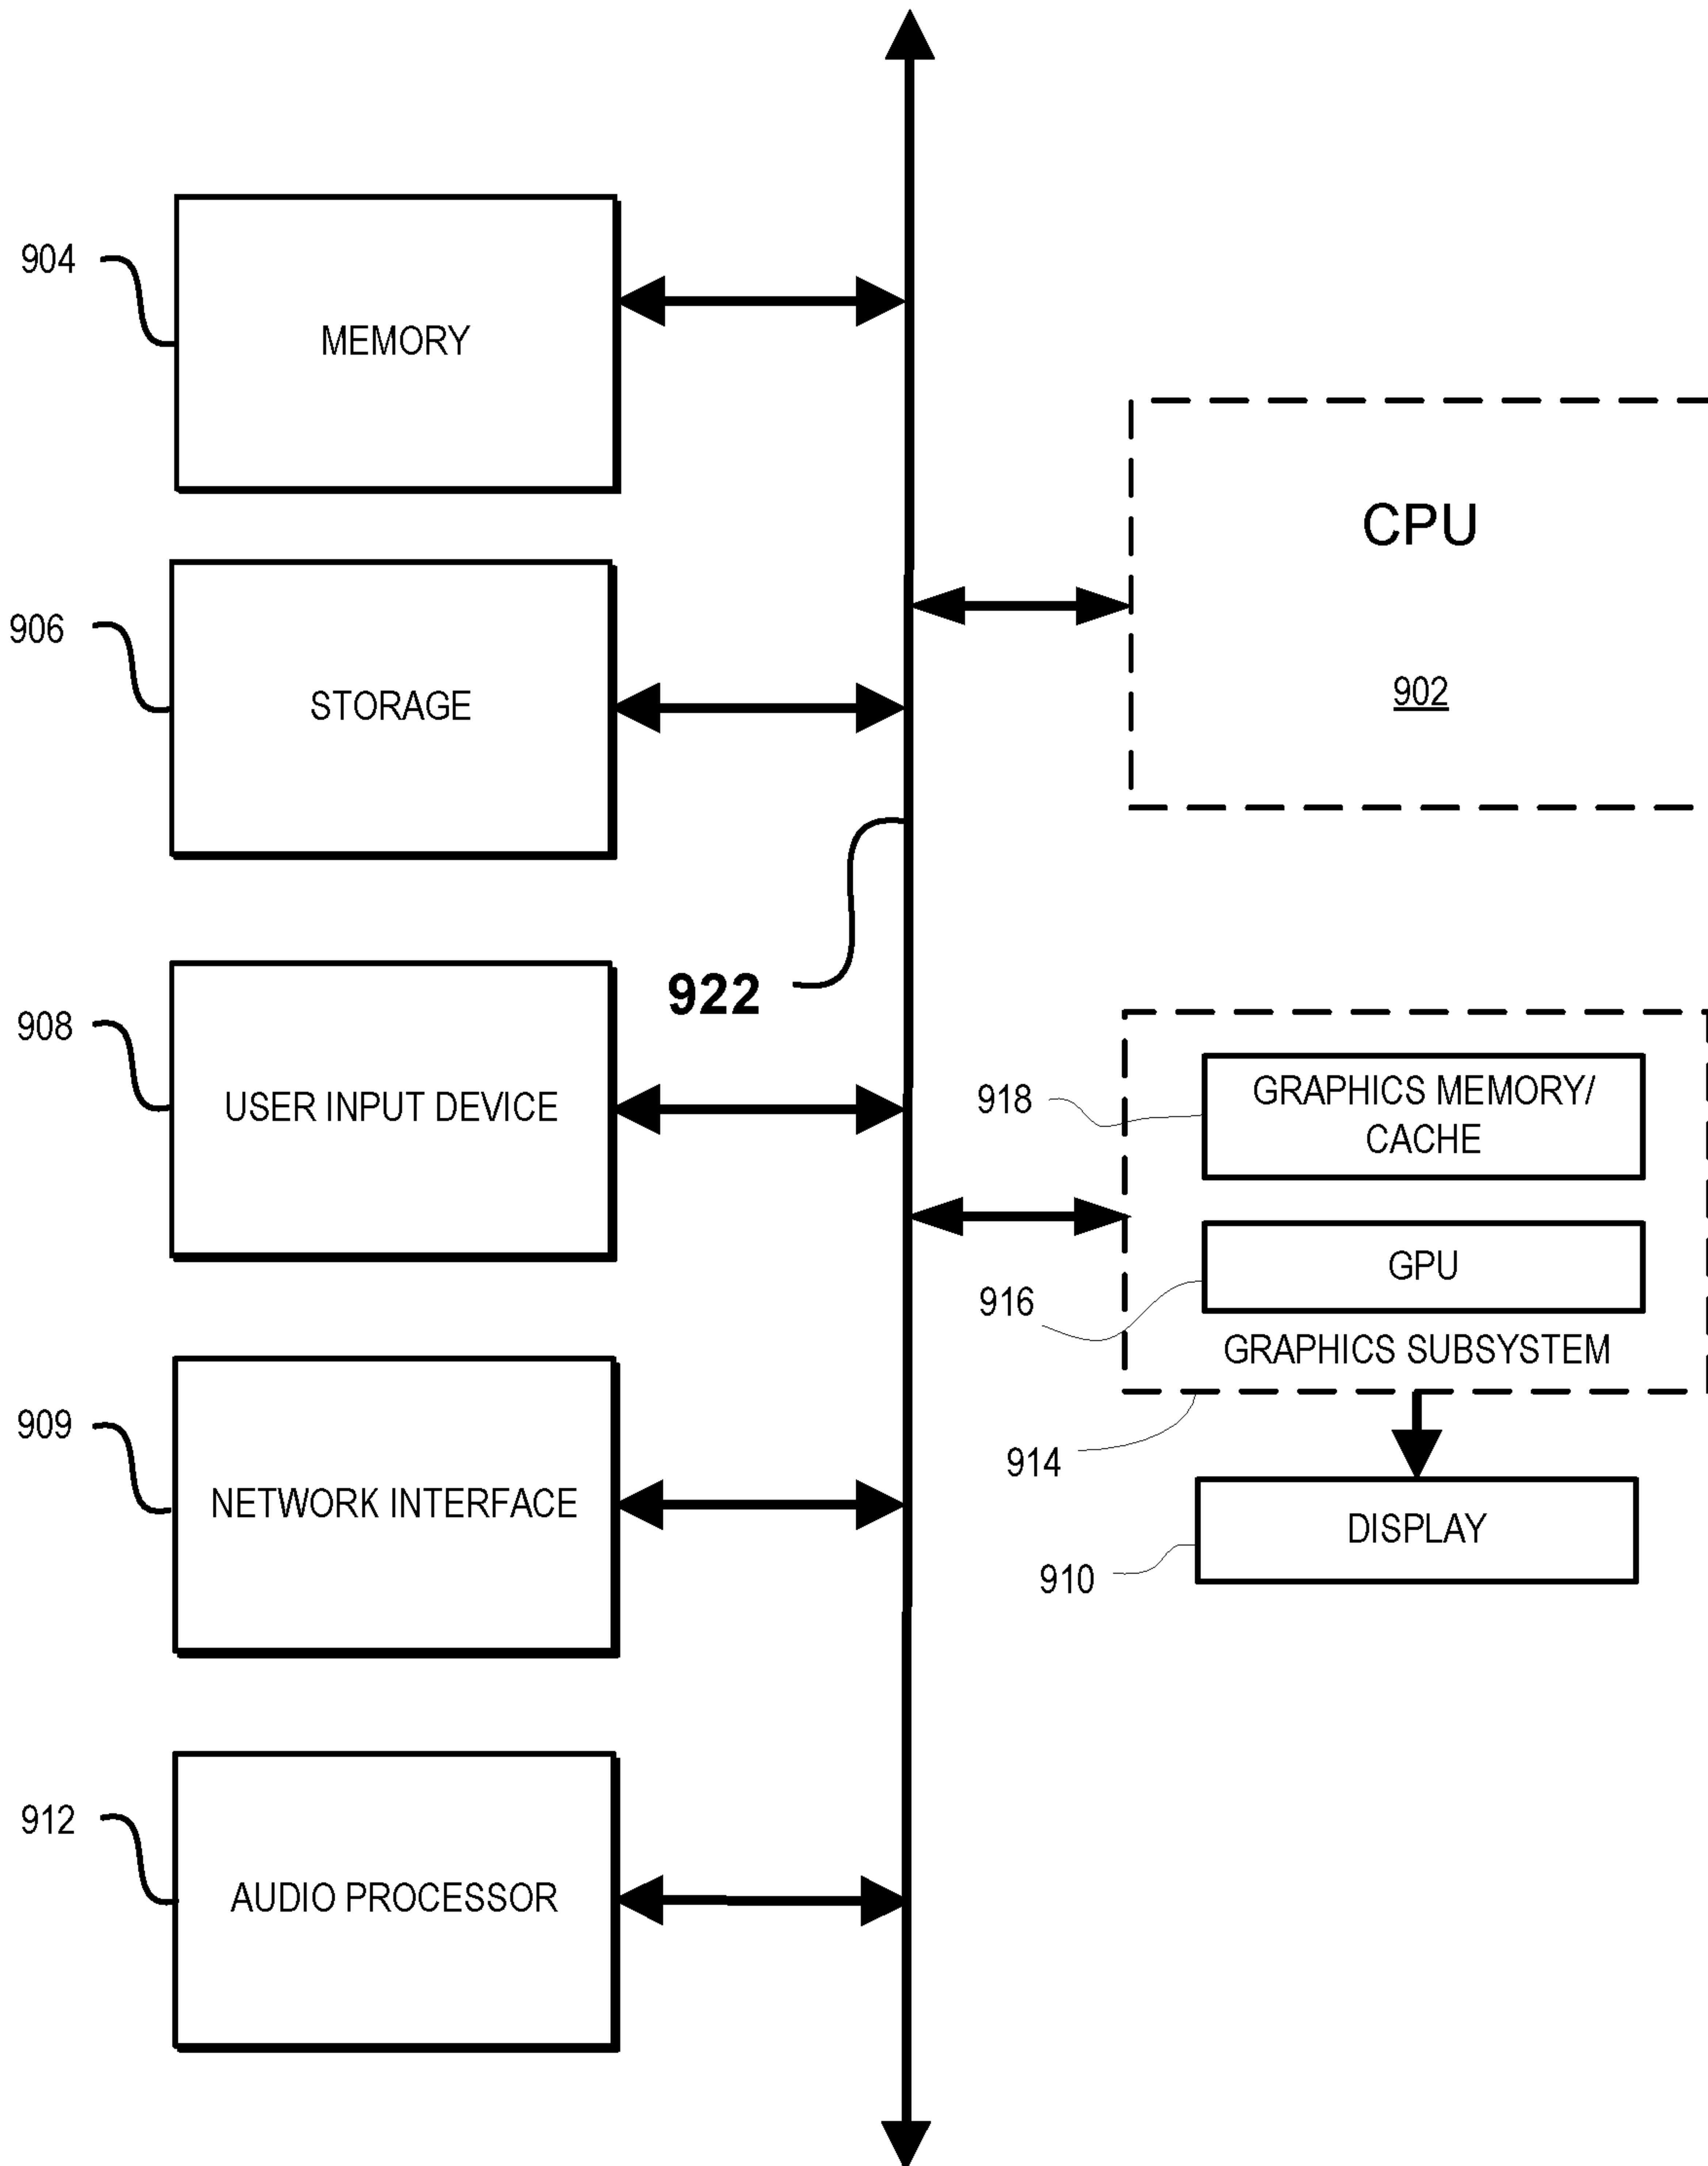 904
MEMORY
906
STORAGE
908
USER INPUT DEVICE
909
NETWORK INTERFACE
912
AUDIO PROCESSOR
922
CPU
902
918
GRAPHICS MEMORY/
CACHE
916
GPU
GRAPHICS SUBSYSTEM
914
910
DISPLAY